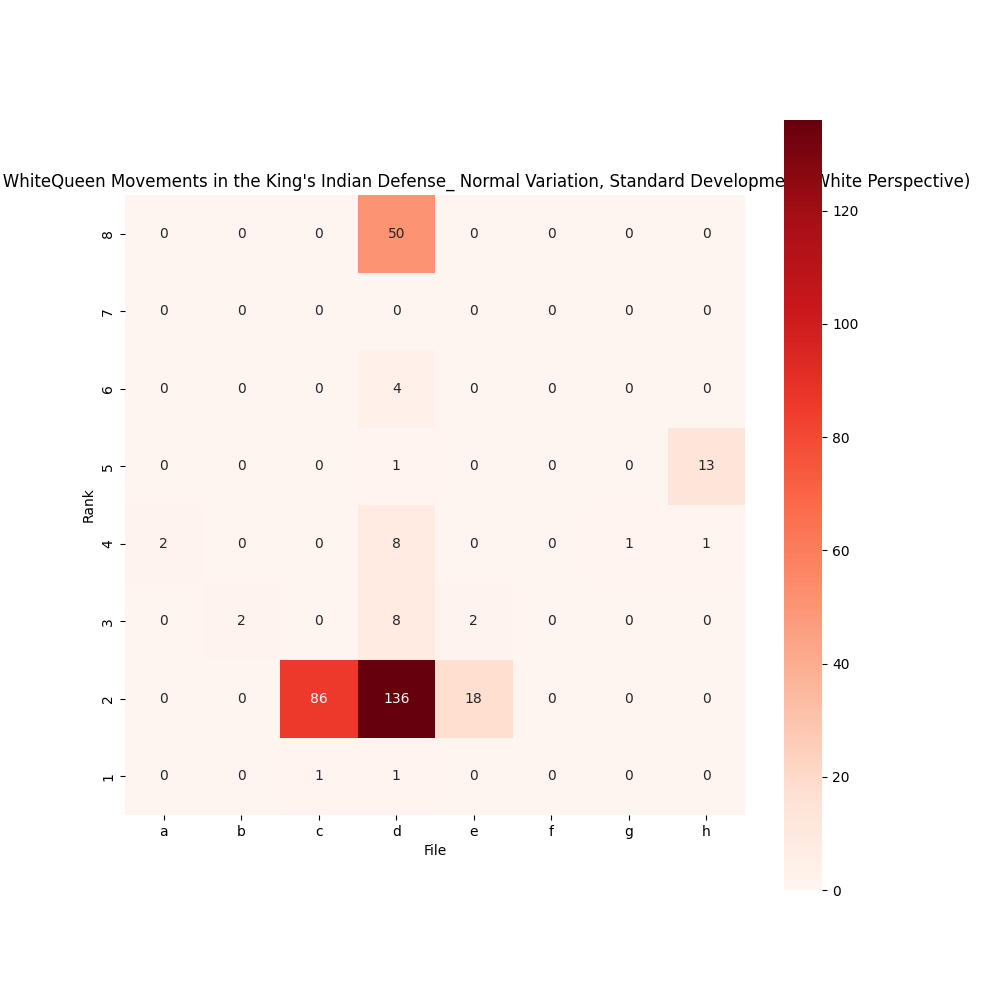 WhiteQueen Movements in the King's Indian Defense_ Normal Variation, Standard Developme White Perspective)
120
8 0 0 0 50 0 0 0 0
7 0 0 0 0 0 0 0 0
100
6 0 0 0 4 0 0 0 0
80
5 0 0 0 1 0 0 0 13
Rank
4 2 0 0 8 0 0 1 1
60
3 0 2 0 8 2 0 0 0
40
2 0 0 86 136 18 0 0 0
20
1 0 0 1 1 0 0 0 0
a b c d e f g h
File
0